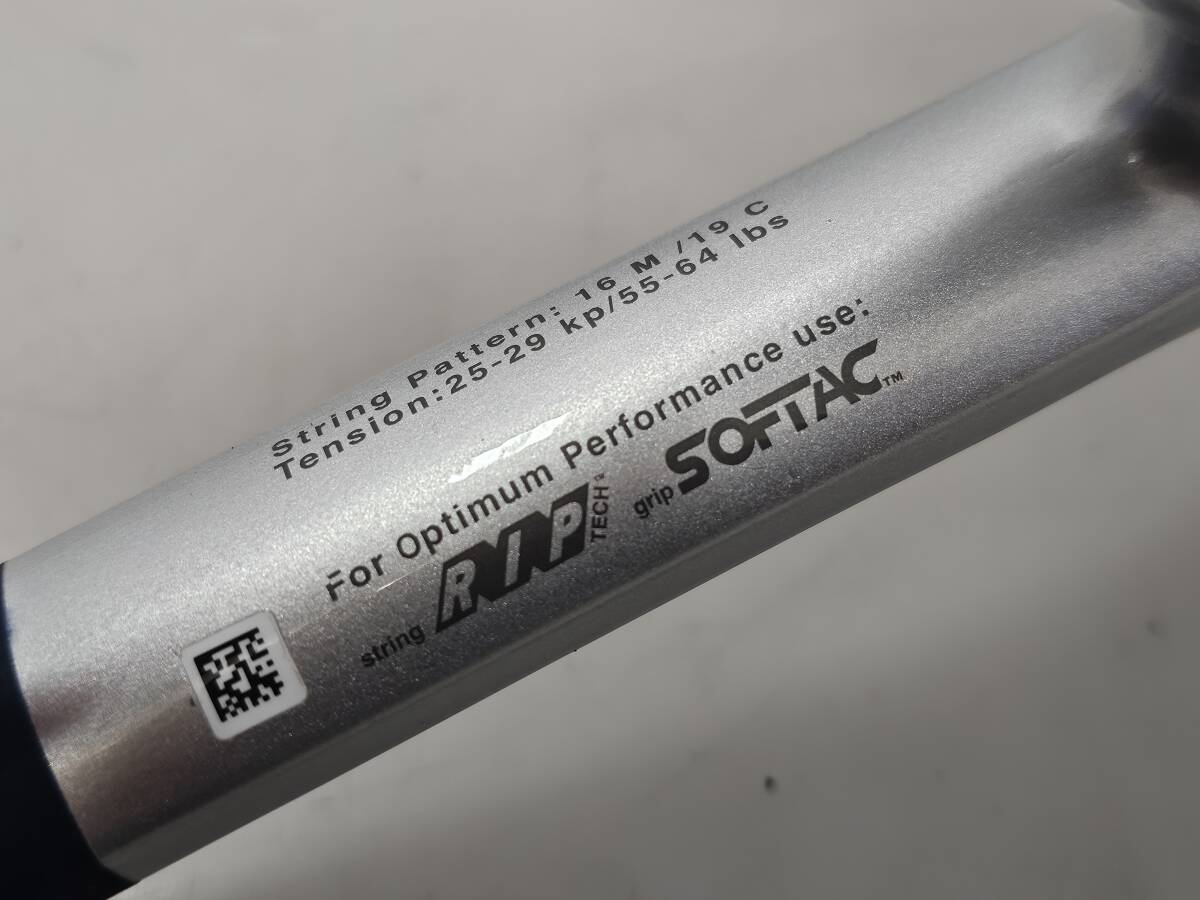 String Pattern: 16 M /19 C
Tension:25-29 kp/55-64 lbs
For Optimum Performance use:
string RIP TECH grip SOFTAC™